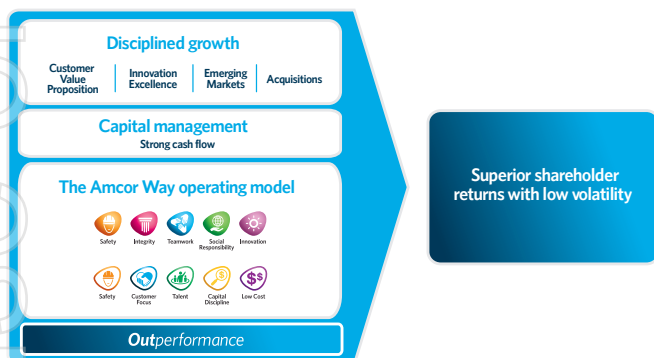 Disciplined growth
Customer
Value
Proposition
Innovation
Excellence
Emerging
Markets
Acquisitions
Capital management
Strong cash flow
The Amcor Way operating model
Safety
Integrity
Teamwork
Social
Responsibility
Innovation
Safety
Customer
Focus
Talent
Capital
Discipline
Low Cost
Outperformance
Superior shareholder
returns with low volatility